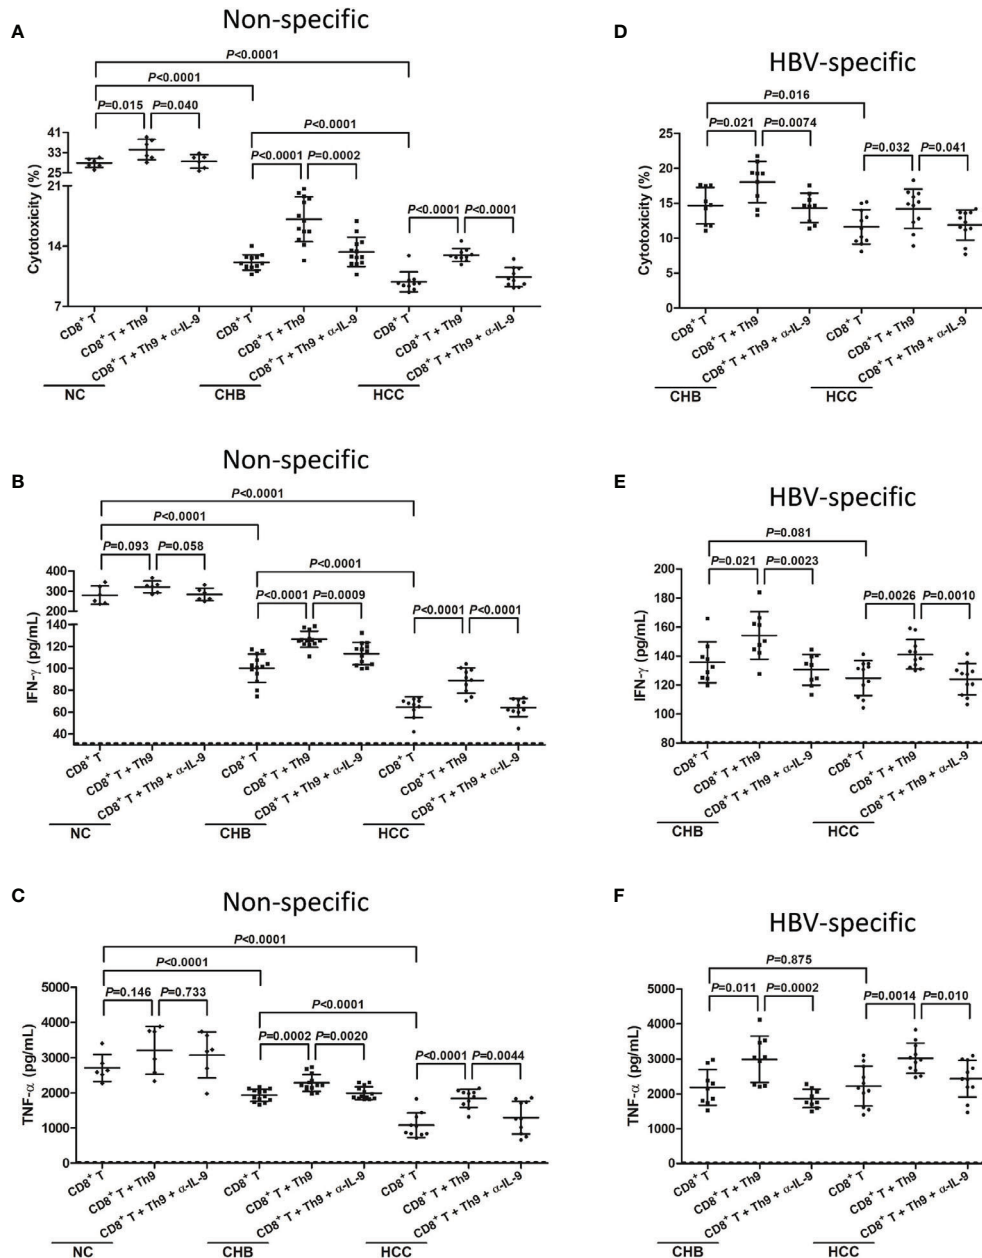 A
Non-specific
P<0.0001
P<0.0001
P=0.015 P=0.040
P<0.0001
P<0.0001 P=0.0002
P<0.0001 P<0.0001
Cytotoxicity (%)
41
33
25
21
14
7
CD8⁺ T
CD8⁺ T + Th9
CD8⁺ T + Th9 + α-IL-9
CD8⁺ T
CD8⁺ T + Th9
CD8⁺ T + Th9 + α-IL-9
CD8⁺ T
CD8⁺ T + Th9
CD8⁺ T + Th9 + α-IL-9
NC CHB HCC
D
HBV-specific
P=0.016
P=0.021 P=0.0074
P=0.032 P=0.041
Cytotoxicity (%)
25
20
15
10
5
0
CD8⁺ T
CD8⁺ T + Th9
CD8⁺ T + Th9 + α-IL-9
CD8⁺ T
CD8⁺ T + Th9
CD8⁺ T + Th9 + α-IL-9
CHB HCC
B
Non-specific
P<0.0001
P<0.0001
P=0.093 P=0.058
P<0.0001
P<0.0001 P=0.0009
P<0.0001 P<0.0001
IFN-γ (pg/mL)
400
300
200
140
120
100
80
60
40
CD8⁺ T
CD8⁺ T + Th9
CD8⁺ T + Th9 + α-IL-9
CD8⁺ T
CD8⁺ T + Th9
CD8⁺ T + Th9 + α-IL-9
CD8⁺ T
CD8⁺ T + Th9
CD8⁺ T + Th9 + α-IL-9
NC CHB HCC
E
HBV-specific
P=0.081
P=0.021 P=0.0023
P=0.0026 P=0.0010
IFN-γ (pg/mL)
200
180
160
140
120
100
80
CD8⁺ T
CD8⁺ T + Th9
CD8⁺ T + Th9 + α-IL-9
CD8⁺ T
CD8⁺ T + Th9
CD8⁺ T + Th9 + α-IL-9
CHB HCC
C
Non-specific
P<0.0001
P<0.0001
P=0.146 P=0.733
P<0.0001
P=0.0002 P=0.0020
P<0.0001 P=0.0044
TNF-α (pg/mL)
5000
4000
3000
2000
1000
0
CD8⁺ T
CD8⁺ T + Th9
CD8⁺ T + Th9 + α-IL-9
CD8⁺ T
CD8⁺ T + Th9
CD8⁺ T + Th9 + α-IL-9
CD8⁺ T
CD8⁺ T + Th9
CD8⁺ T + Th9 + α-IL-9
NC CHB HCC
F
HBV-specific
P=0.875
P=0.011 P=0.0002
P=0.0014 P=0.010
TNF-α (pg/mL)
5000
4000
3000
2000
1000
0
CD8⁺ T
CD8⁺ T + Th9
CD8⁺ T + Th9 + α-IL-9
CD8⁺ T
CD8⁺ T + Th9
CD8⁺ T + Th9 + α-IL-9
CHB HCC